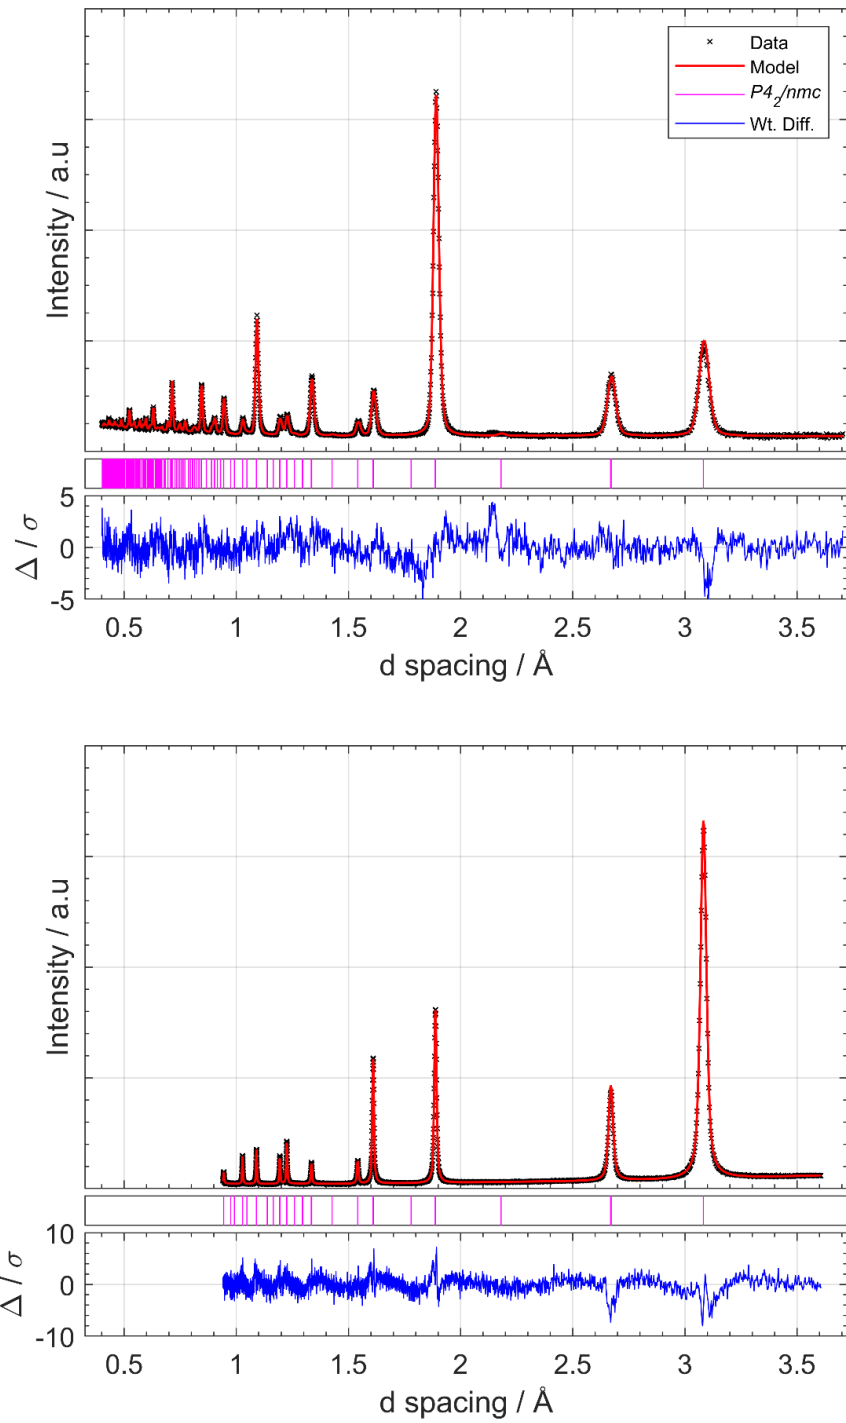 Data
Model
P4₂/nmc
Wt. Diff.
Intensity / a.u
5
0
-5
Δ / σ
0.5 1 1.5 2 2.5 3 3.5
d spacing / Å
Intensity / a.u
10
0
-10
Δ / σ
0.5 1 1.5 2 2.5 3 3.5
d spacing / Å